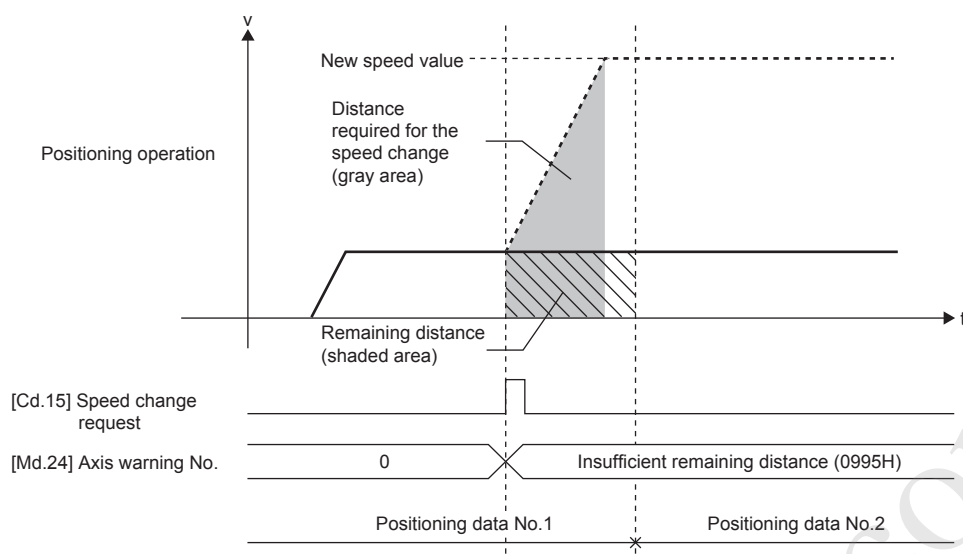 v
New speed value
Distance
required for the
speed change
(gray area)
Positioning operation
t
Remaining distance
(shaded area)
[Cd.15] Speed change
request
[Md.24] Axis warning No.
0
Insufficient remaining distance (0995H)
Positioning data No.1
Positioning data No.2